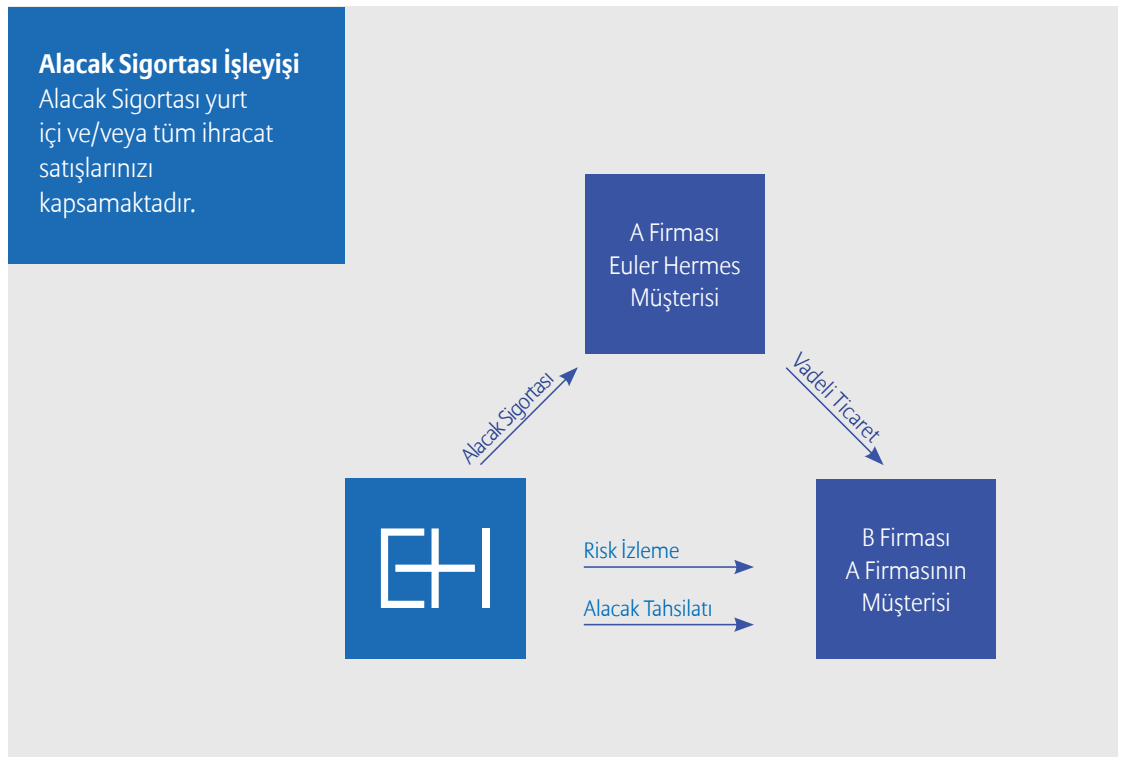 Alacak Sigortası İşleyişi
Alacak Sigortası yurt
içi ve/veya tüm ihracat
satışlarınızı
kapsamaktadır.
A Firması
Euler Hermes
Müşterisi
Alacak Sigortası
Vadeli Ticaret
EH
Risk İzleme
Alacak Tahsilatı
B Firması
A Firmasının
Müşterisi